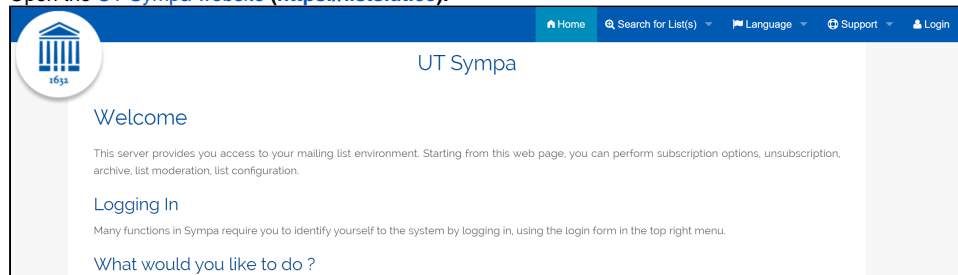 Home Search for List(s) Language Support Login
1632
UT Sympa
Welcome
This server provides you access to your mailing list environment. Starting from this web page, you can perform subscription options, unsubscription,
archive, list moderation, list configuration.
Logging In
Many functions in Sympa require you to identify yourself to the system by logging in, using the login form in the top right menu.
What would you like to do ?